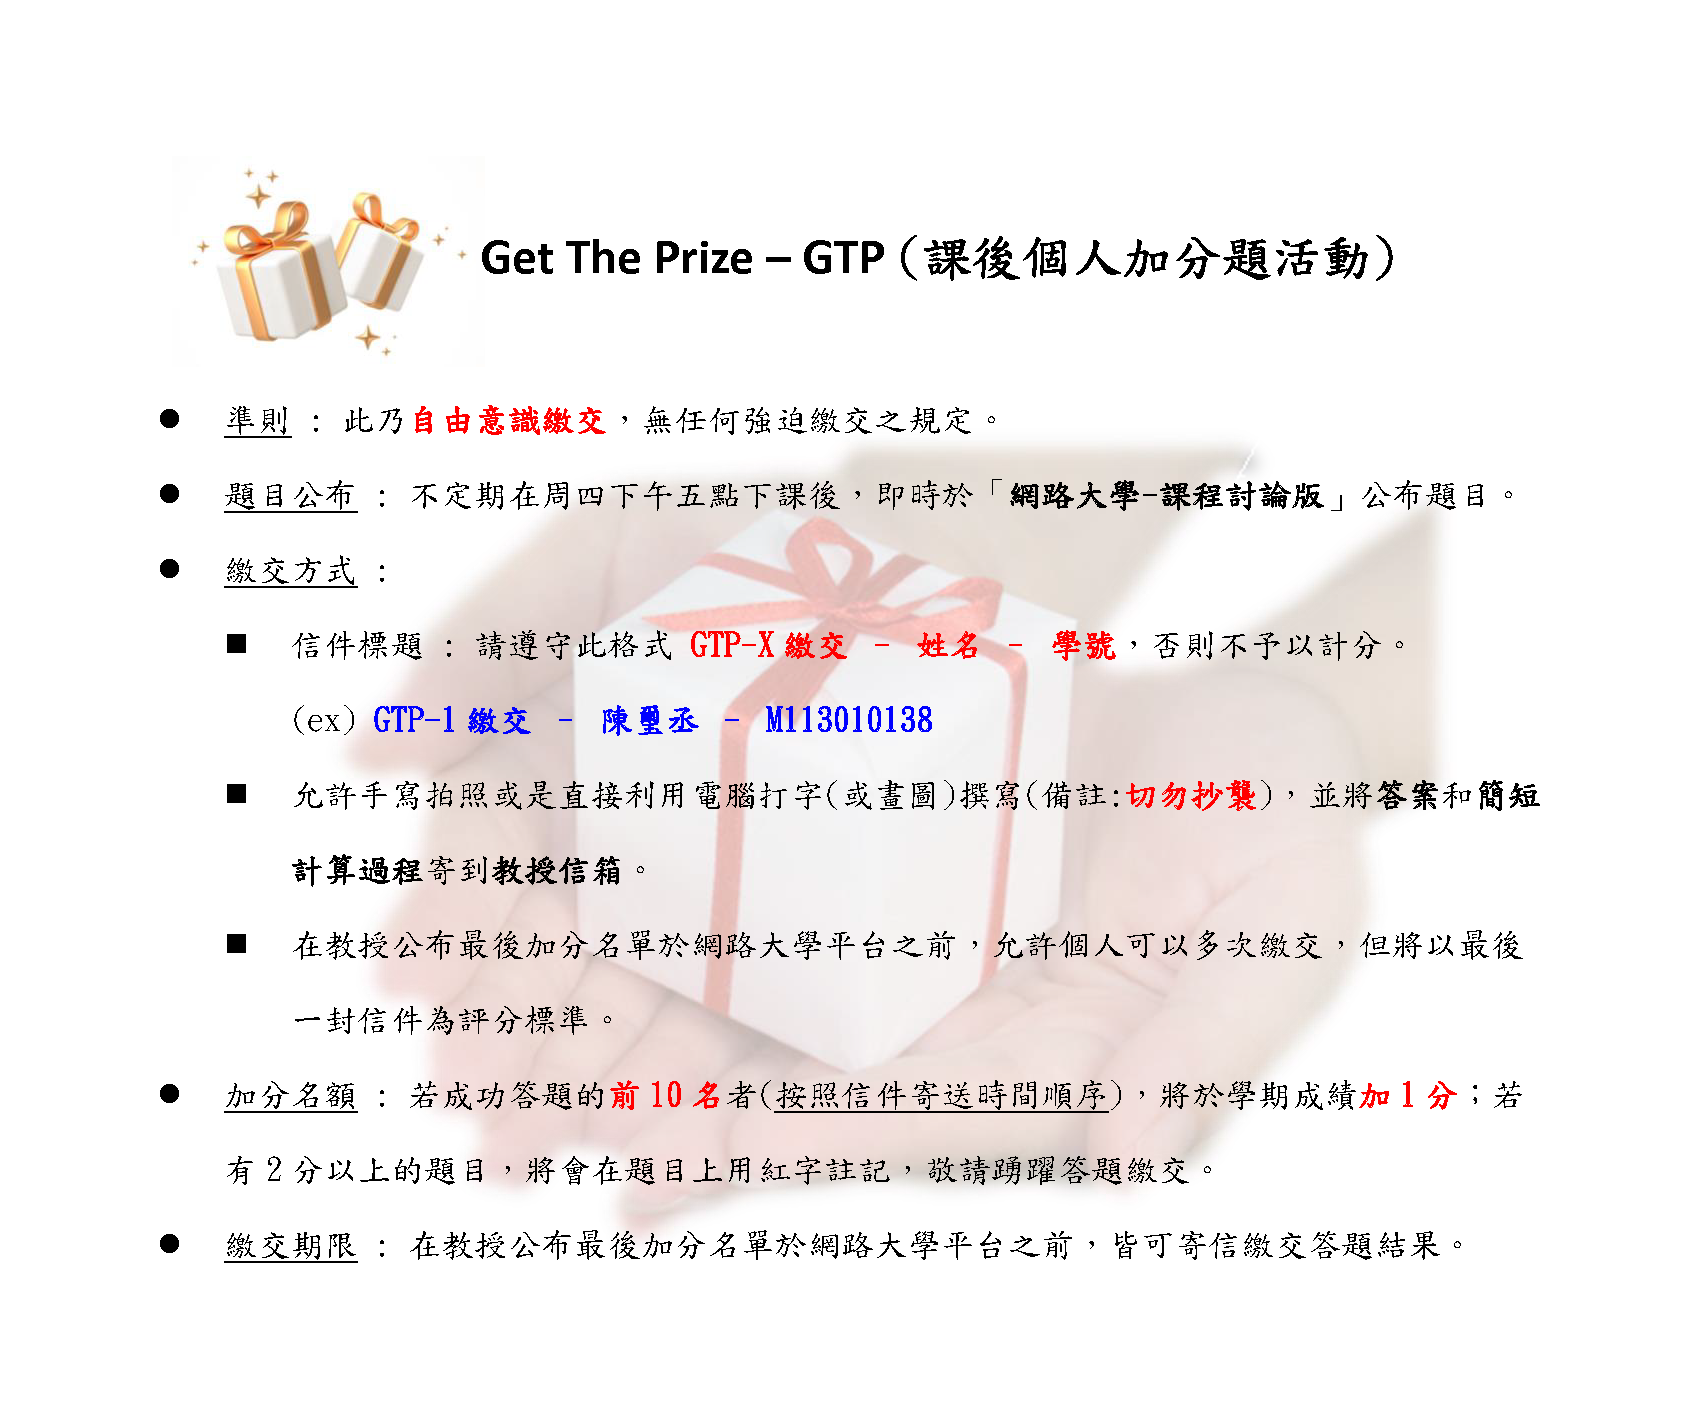 Get The Prize – GTP (課後個人加分題活動)
● 準則 : 此乃自由意識繳交，無任何強迫繳交之規定。
● 題目公布 : 不定期在周四下午五點下課後，即時於「網路大學-課程討論版」公布題目。
● 繳交方式 :
■ 信件標題 : 請遵守此格式 GTP-X 繳交 – 姓名 – 學號，否則不予以計分。
(ex) GTP-1 繳交 – 陳璽丞 – M113010138
■ 允許手寫拍照或是直接利用電腦打字(或畫圖)撰寫(備註:切勿抄襲)，並將答案和簡短
計算過程寄到教授信箱。
■ 在教授公布最後加分名單於網路大學平台之前，允許個人可以多次繳交，但將以最後
一封信件為評分標準。
● 加分名額 : 若成功答題的前 10 名者(按照信件寄送時間順序)，將於學期成績加 1 分；若
有 2 分以上的題目，將會在題目上用紅字註記，敬請踴躍答題繳交。
● 繳交期限 : 在教授公布最後加分名單於網路大學平台之前，皆可寄信繳交答題結果。